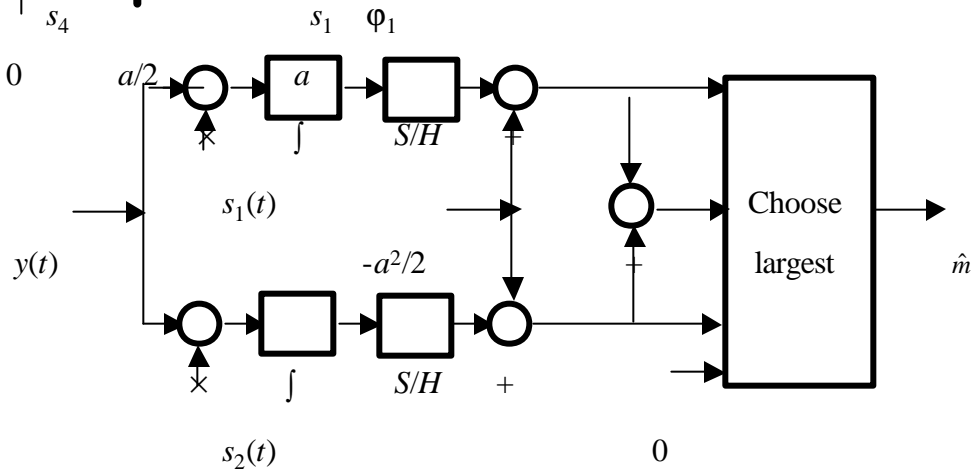 s₄ s₁ φ₁
0 a/2 a
× ∫ S/H +
s₁(t) Choose
y(t) -a²/2 + largest m̂
× ∫ S/H +
s₂(t) 0